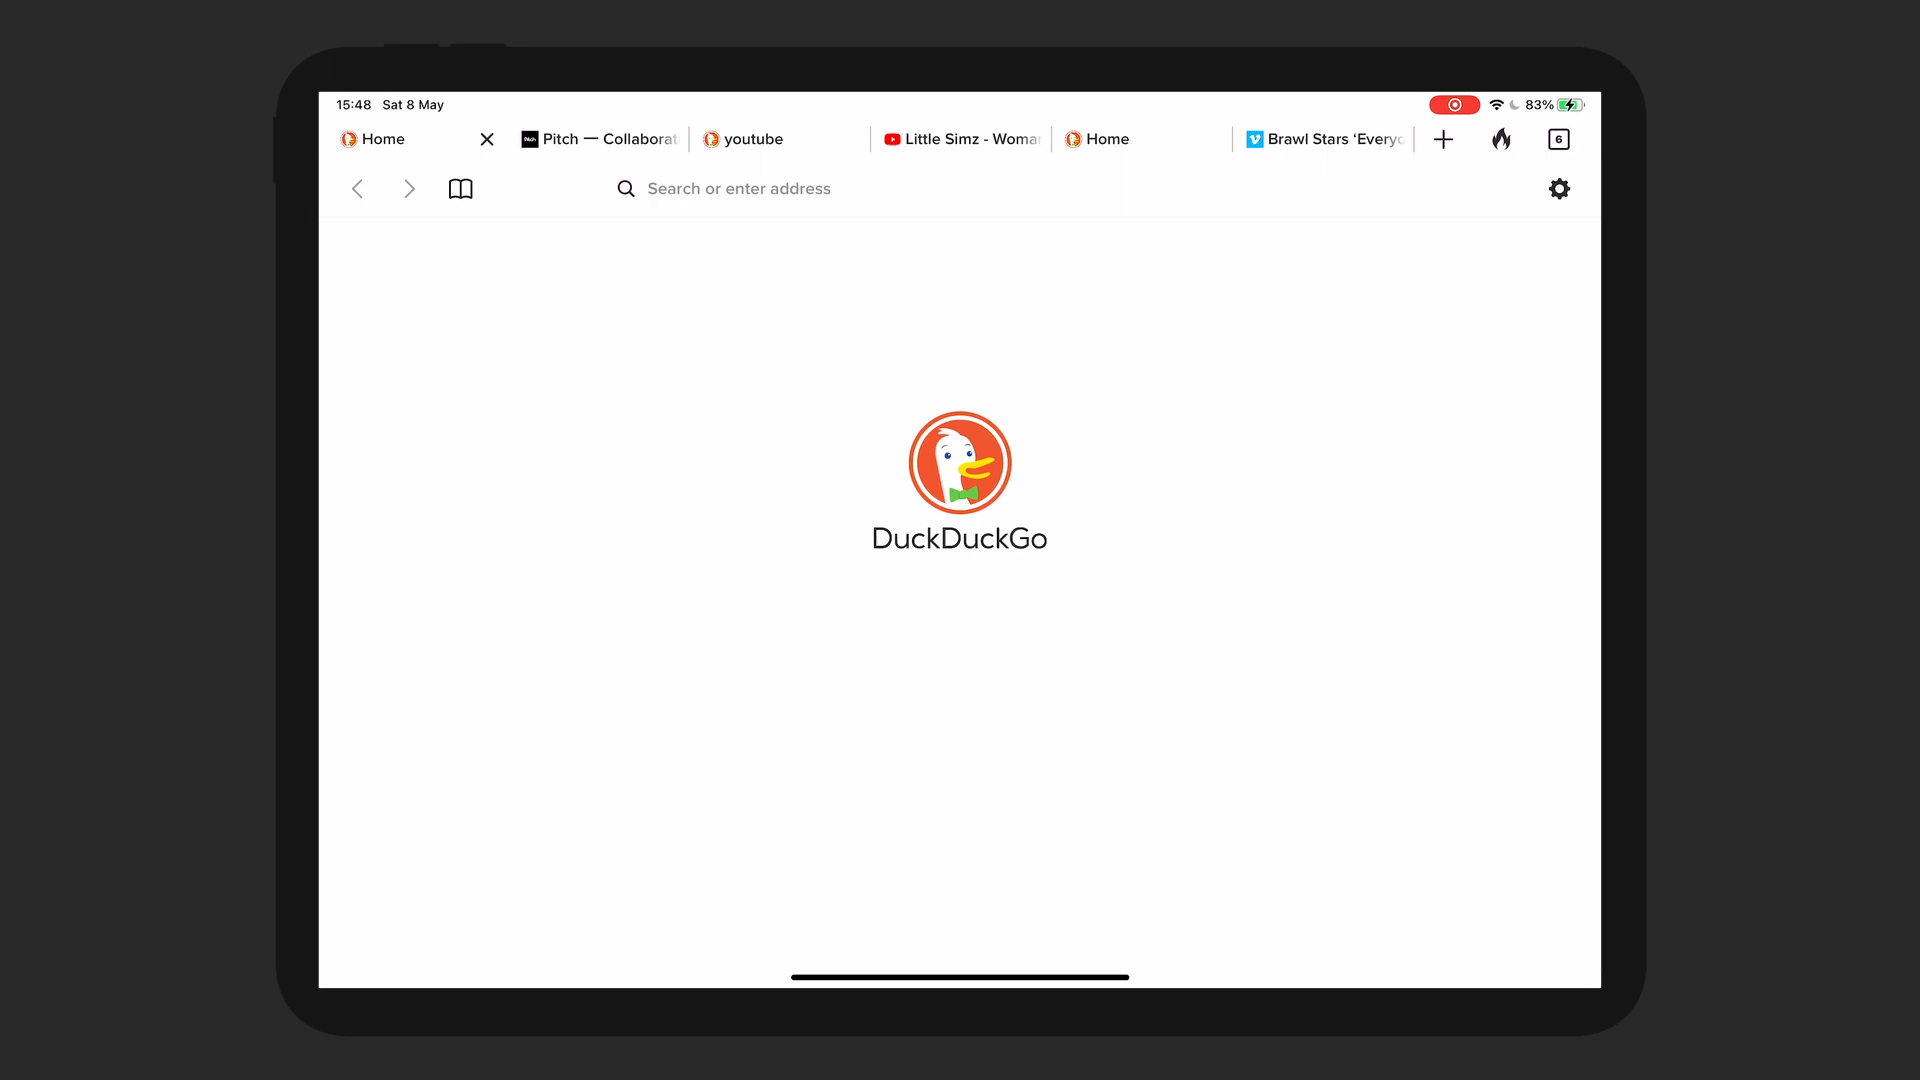 15:48 Sat 8 May 83%
Home Pitch — Collaborat youtube Little Simz - Woma Home Brawl Stars ‘Everyo 6
Search or enter address
DuckDuckGo